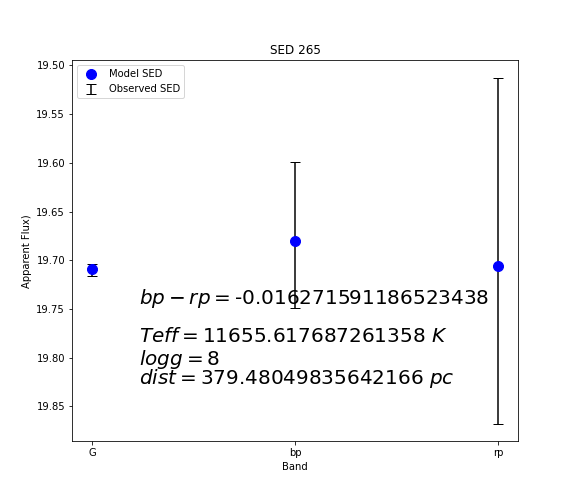 SED 265
Model SED
Observed SED
19.50
19.55
19.60
19.65
19.70
19.75
19.80
19.85
Apparent Flux)
bp − rp = -0.016271591186523438
Teff = 11655.617687261358 K
logg = 8
dist = 379.48049835642166 pc
G bp rp
Band